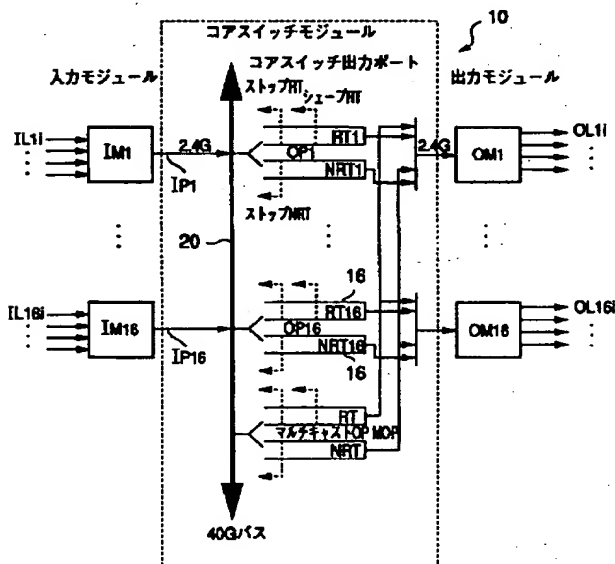 コアスイッチモジュール
10
入力モジュール
コアスイッチ出力ポート
出力モジュール
ストップRT
シェープRT
IL1i
IM1
2.4G
IP1
RT1
OP1
NRT1
2.4G
OM1
OL1i
ストップNRT
20
16
IL16i
IM16
IP16
RT16
OP16
NRT16
16
OM16
OL16i
RT
マルチキャストOP MOP
NRT
40Gバス